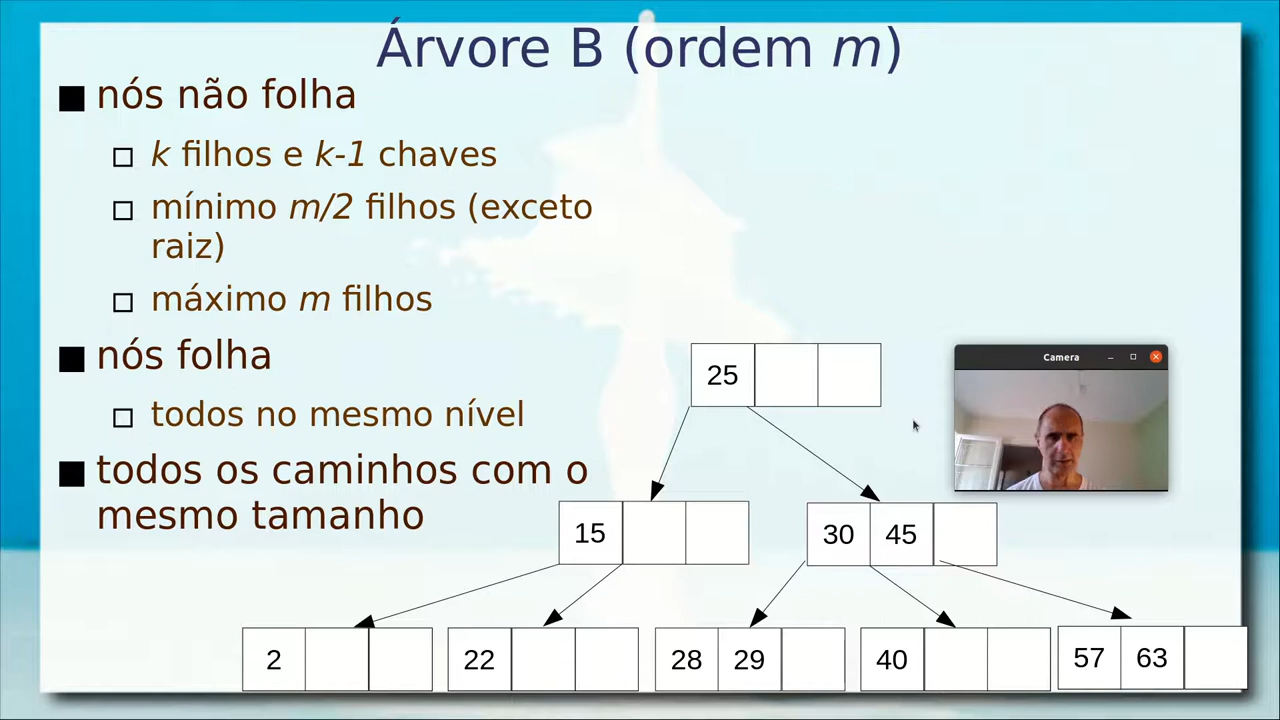 Árvore B (ordem m)
nós não folha
k filhos e k-1 chaves
mínimo m/2 filhos (exceto
raiz)
máximo m filhos
nós folha
todos no mesmo nível
todos os caminhos com o
mesmo tamanho
25
Camera
15
30 45
2
22
28 29
40
57 63